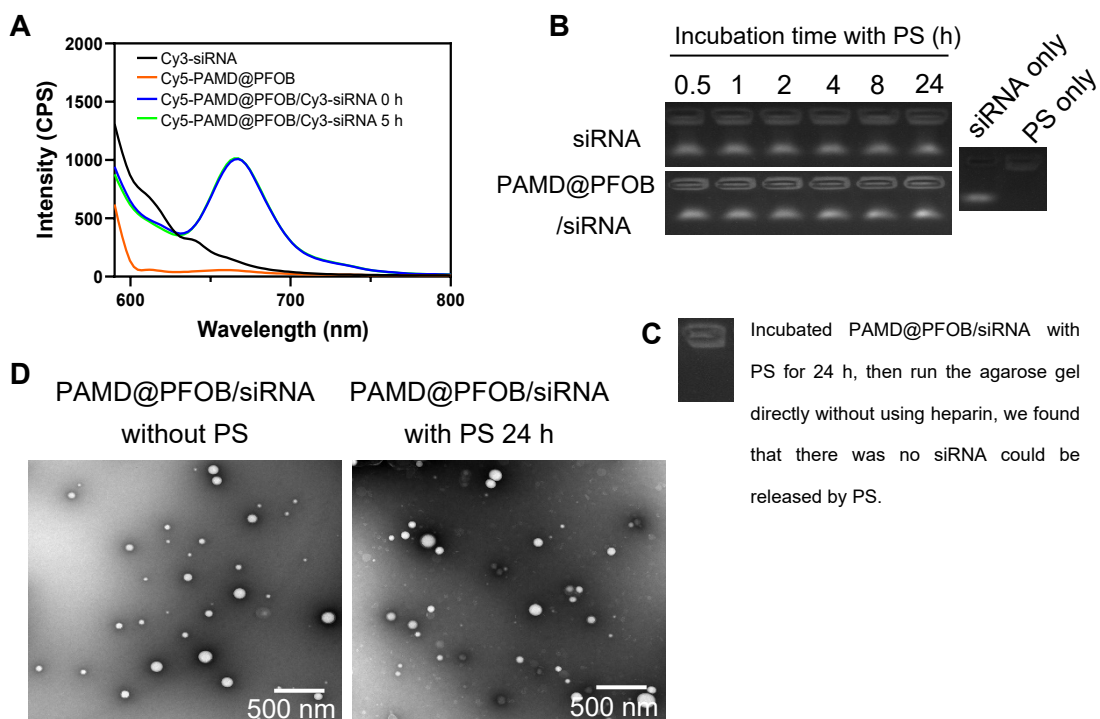 A
2000
1500
1000
500
0
Intensity (CPS)
Cy3-siRNA
Cy5-PAMD@PFOB
Cy5-PAMD@PFOB/Cy3-siRNA 0 h
Cy5-PAMD@PFOB/Cy3-siRNA 5 h
600
700
800
Wavelength (nm)
B
Incubation time with PS (h)
0.5 1 2 4 8 24
siRNA only
PS only
siRNA
PAMD@PFOB
/siRNA
C
Incubated PAMD@PFOB/siRNA with
PS for 24 h, then run the agarose gel
directly without using heparin, we found
that there was no siRNA could be
released by PS.
D
PAMD@PFOB/siRNA
without PS
PAMD@PFOB/siRNA
with PS 24 h
500 nm
500 nm